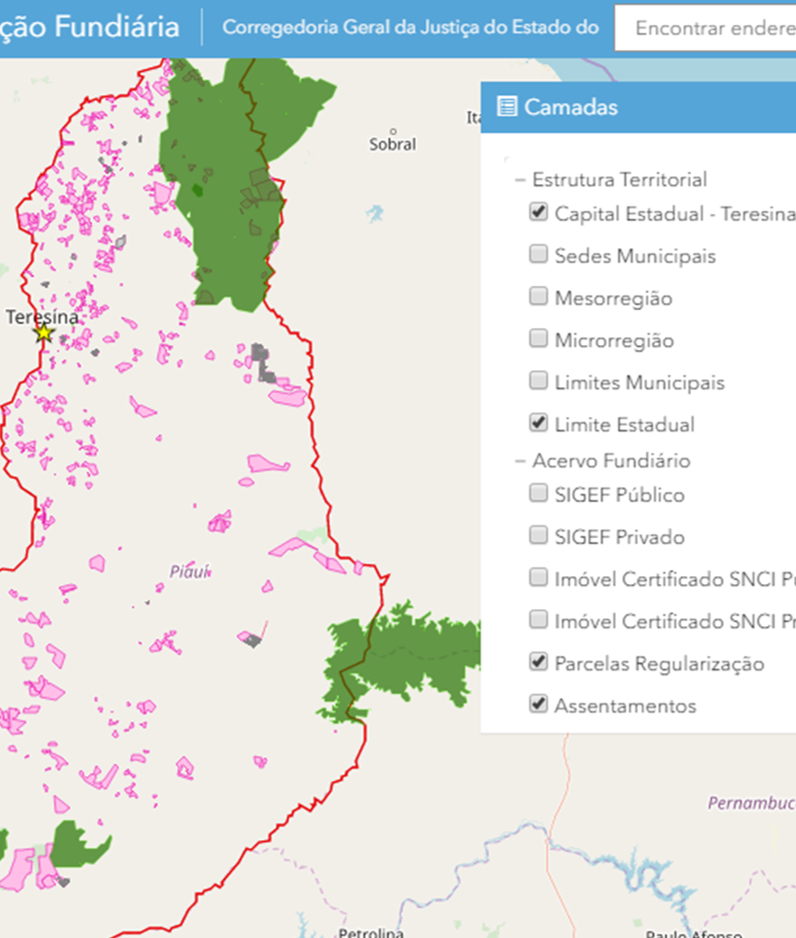 ção Fundiária
Corregedoria Geral da Justiça do Estado do
Encontrar endere
Camadas
Estrutura Territorial
Capital Estadual - Teresina
Sedes Municipais
Mesorregião
Microrregião
Limites Municipais
Limite Estadual
Acervo Fundiário
SIGEF Público
SIGEF Privado
Imóvel Certificado SNCI Pú
Imóvel Certificado SNCI Pr
Parcelas Regularização
Assentamentos
Ita
Sobral
Teresina
Piauí
Pernambuc
Petrolina
Paulo Afonso